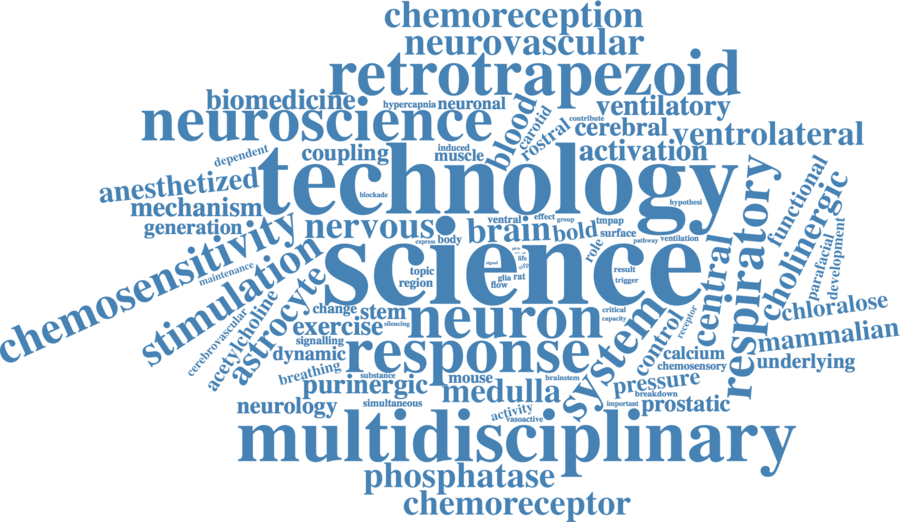 chemoreception
neurovascular
retrotrapezoid
biomedicine
hypercapnia
neuronal
blood
carotid
rostral
contribute
ventilatory
neuroscience
cerebral
ventrolateral
dependent
coupling
induced
muscle
activation
anesthetized
technology
blockade
hypothesi
mechanism
generation
nervous
ventral
effect
group
tmpap
brain
bold
surface
express
body
role
pathway
ventilation
chemosensitivity
maintenance
stimulation
science
topic
region
signal
life
glia
rat
flow
result
trigger
central
respiratory
functional
cholinergic
parafacial
development
cerebrovascular
acetylcholine
astrocyte
change
stem
exercise
silencing
signalling
neuron
critical
capacity
system
control
receptor
chloralose
mammalian
dynamic
response
calcium
chemosensory
underlying
breathing
substance
purinergic
mouse
medulla
brainstem
pressure
breakdown
neurology
simultaneous
activity
vasoactive
important
prostatic
multidisciplinary
phosphatase
chemoreceptor